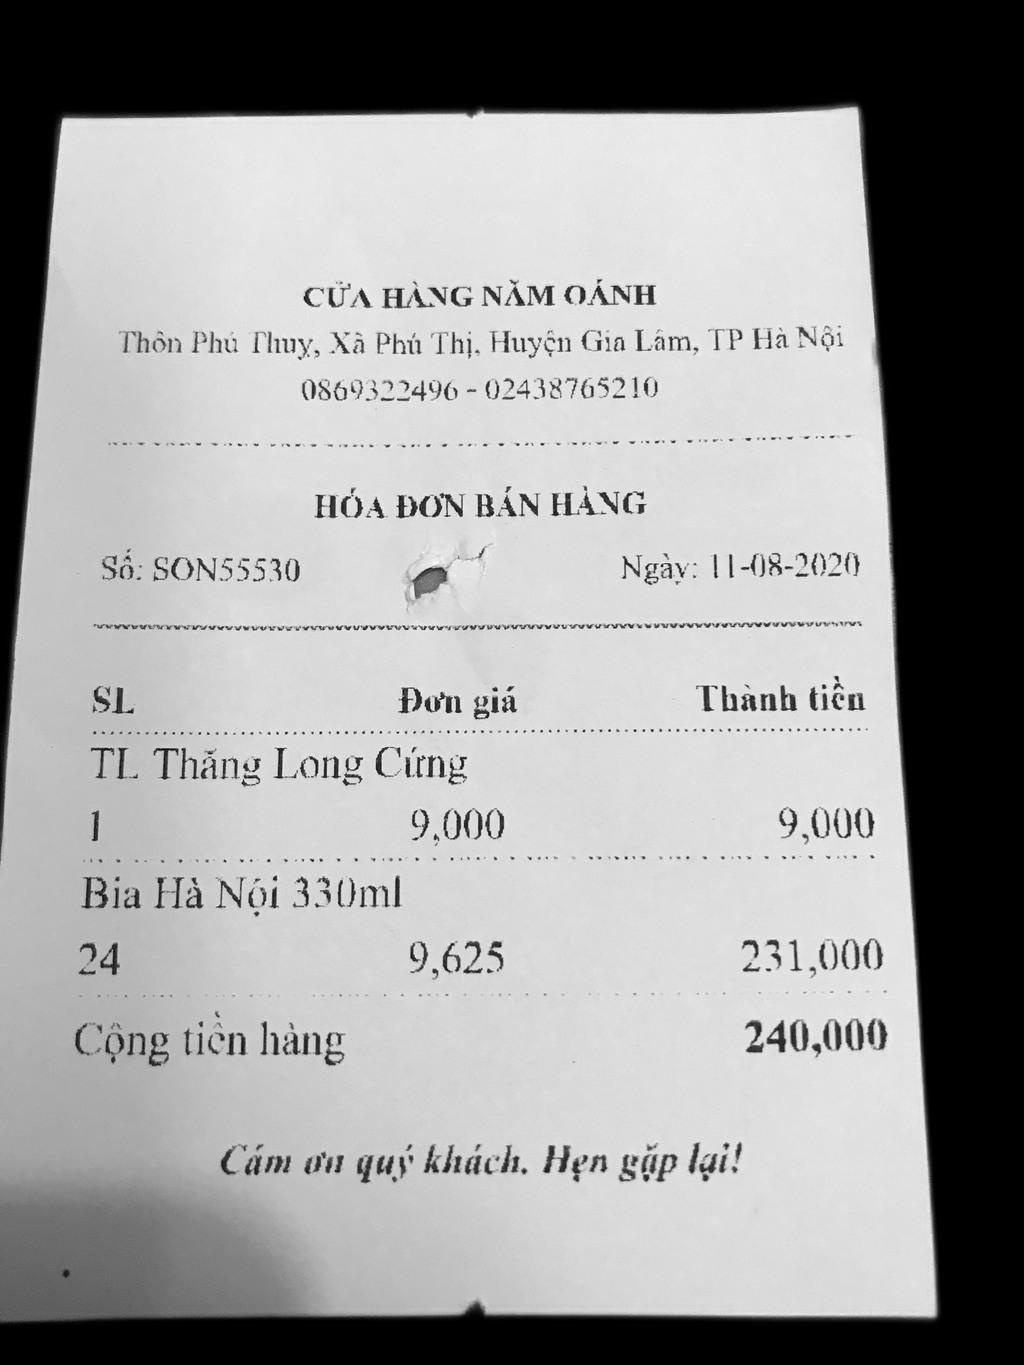 CỬA HÀNG NĂM OÁNH
Thôn Phú Thuỵ, Xã Phú Thị, Huyện Gia Lâm, TP Hà Nội
0869322496 - 02438765210
HÓA ĐƠN BÁN HÀNG
Số: SON55530 Ngày: 11-08-2020
SL Đơn giá Thành tiền
TL Thăng Long Cứng
1 9,000 9,000
Bia Hà Nội 330ml
24 9,625 231,000
Cộng tiền hàng 240,000
Cám ơn quý khách. Hẹn gặp lại!